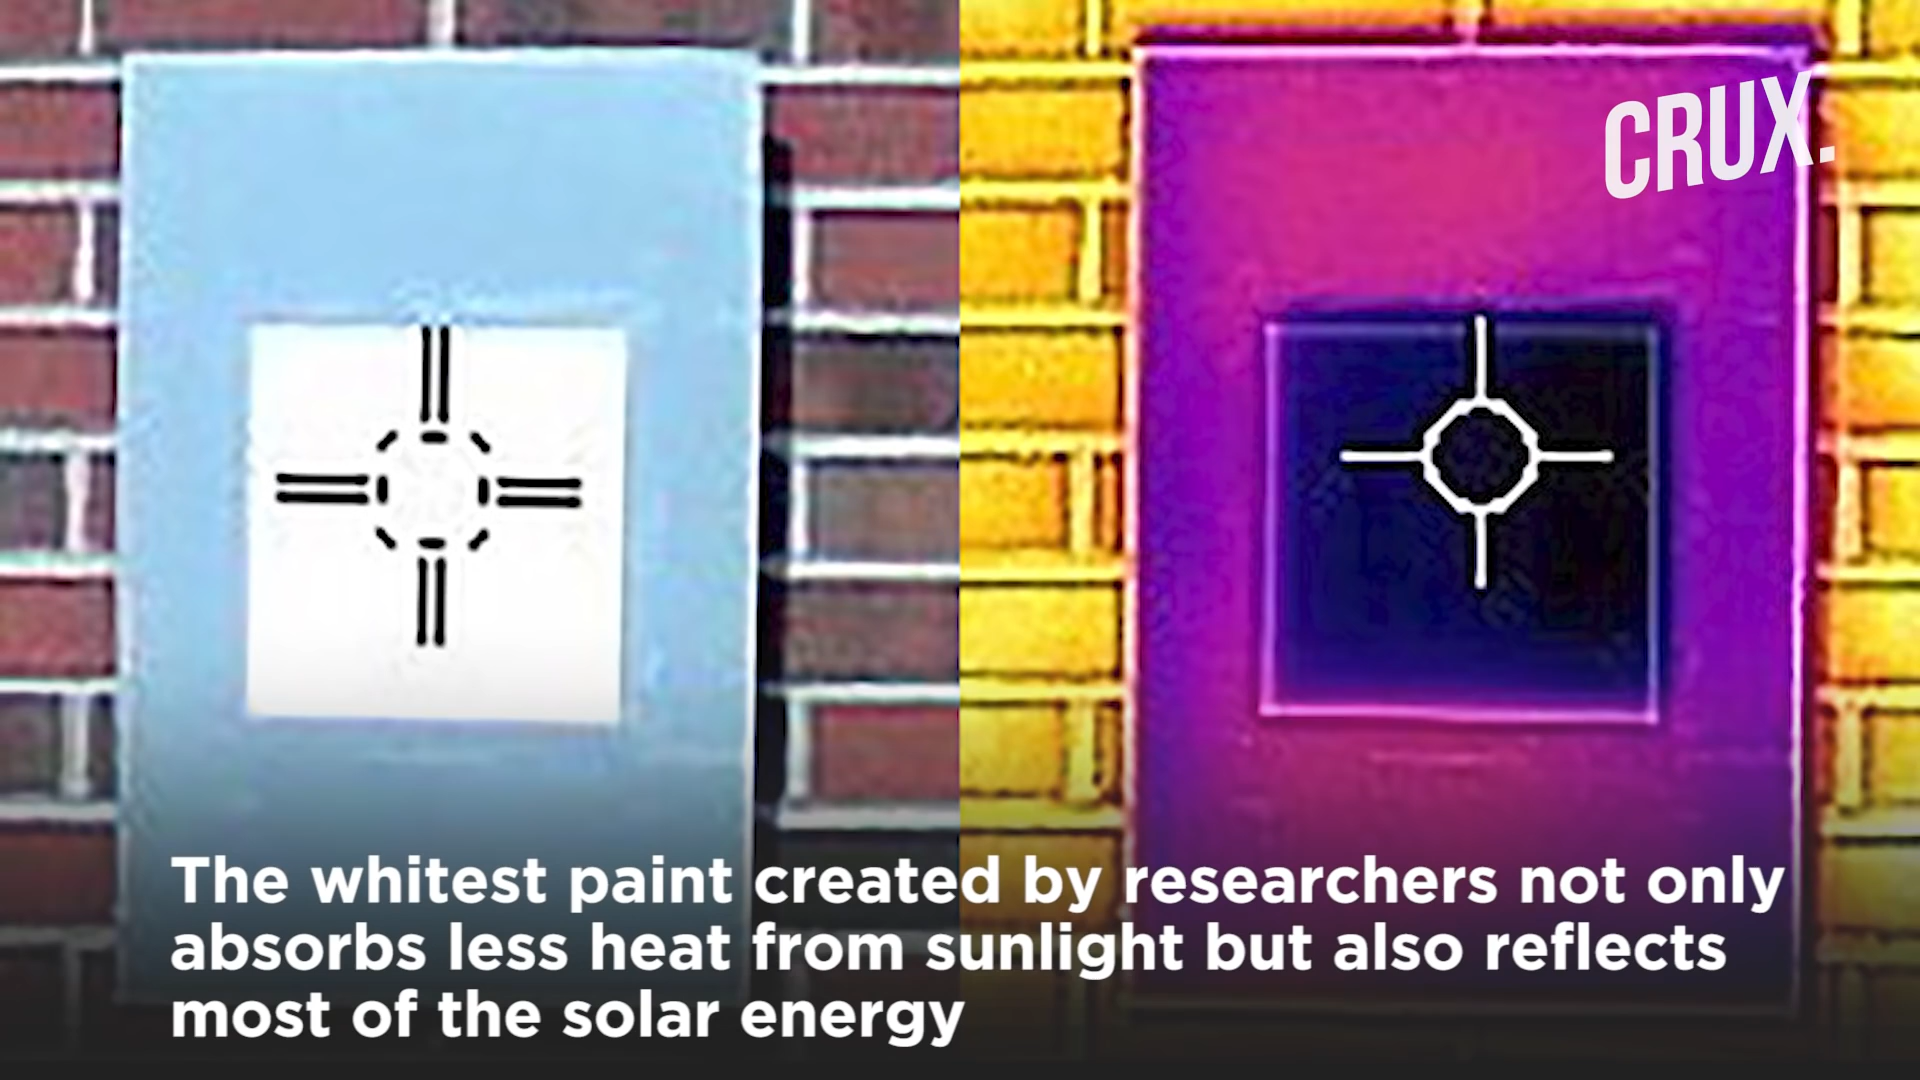 CRUX.
The whitest paint created by researchers not only
absorbs less heat from sunlight but also reflects
most of the solar energy